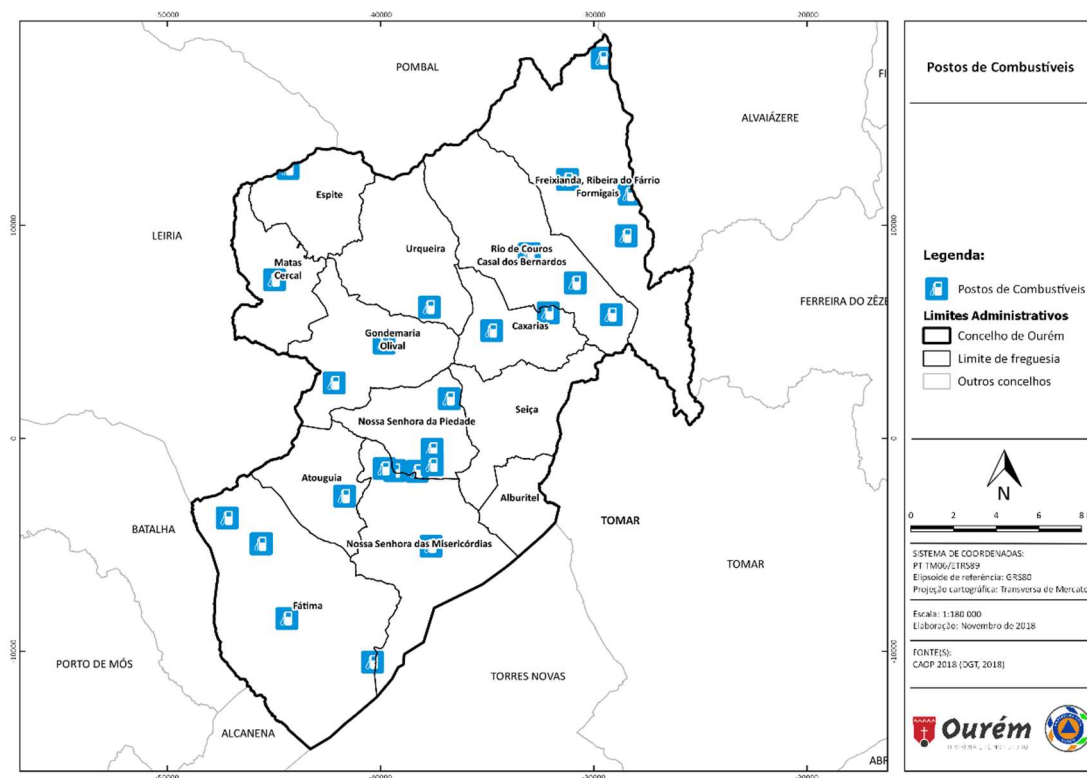 -50000
-40000
-30000
-20000
Postos de Combustíveis
POMBAL
FI
ALVAIÁZERE
Espite
Freixianda, Ribeira do Fárrio
Formigais
10000
10000
LEIRIA
Urqueira
Rio de Couros
Casal dos Bernardos
Matas
Cercal
FERREIRA DO ZÊZE
Caxarias
Gondemaria
Olival
Legenda:
Postos de Combustíveis
Limites Administrativos
Concelho de Ourém
Limite de freguesia
Outros concelhos
Seiça
Nossa Senhora da Piedade
0
0
Atouguia
Alburitel
N
BATALHA
TOMAR
0 2 4 6 8
Nossa Senhora das Misericórdias
TOMAR
SISTEMA DE COORDENADAS:
PT TM06/ETRS89
Elipsoide de referência: GRS80
Projeção cartográfica: Transversa de Mercato
Fátima
Escala: 1:180 000
Elaboração: Novembro de 2018
-10000
-10000
PORTO DE MÓS
TORRES NOVAS
FONTE(S):
CAOP 2018 (DGT, 2018)
ALCANENA
Ourém
ABR
-50000
-40000
-30000
-20000